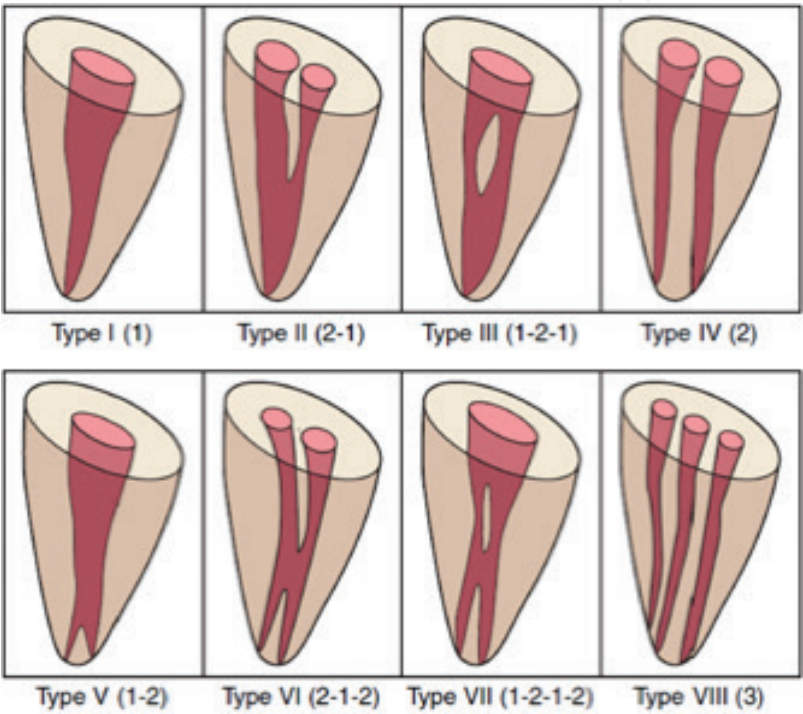 Type I (1)
Type II (2-1)
Type III (1-2-1)
Type IV (2)
Type V (1-2)
Type VI (2-1-2)
Type VII (1-2-1-2)
Type VIII (3)